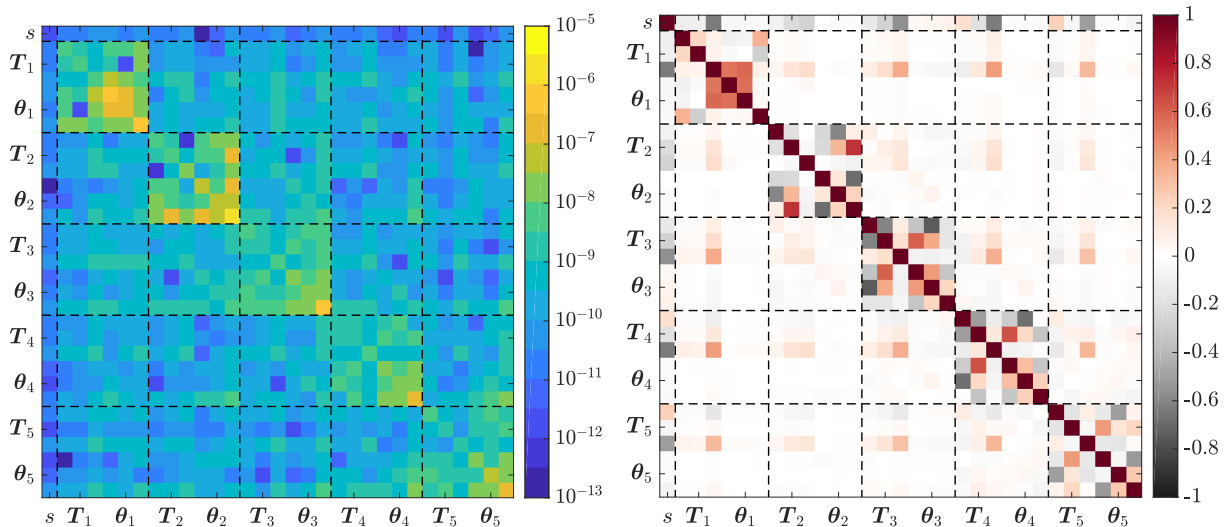 s
T₁
θ₁
T₂
θ₂
T₃
θ₃
T₄
θ₄
T₅
θ₅
s T₁ θ₁ T₂ θ₂ T₃ θ₃ T₄ θ₄ T₅ θ₅
10⁻⁵
10⁻⁶
10⁻⁷
10⁻⁸
10⁻⁹
10⁻¹⁰
10⁻¹¹
10⁻¹²
10⁻¹³
s
T₁
θ₁
T₂
θ₂
T₃
θ₃
T₄
θ₄
T₅
θ₅
s T₁ θ₁ T₂ θ₂ T₃ θ₃ T₄ θ₄ T₅ θ₅
1
0.8
0.6
0.4
0.2
0
-0.2
-0.4
-0.6
-0.8
-1